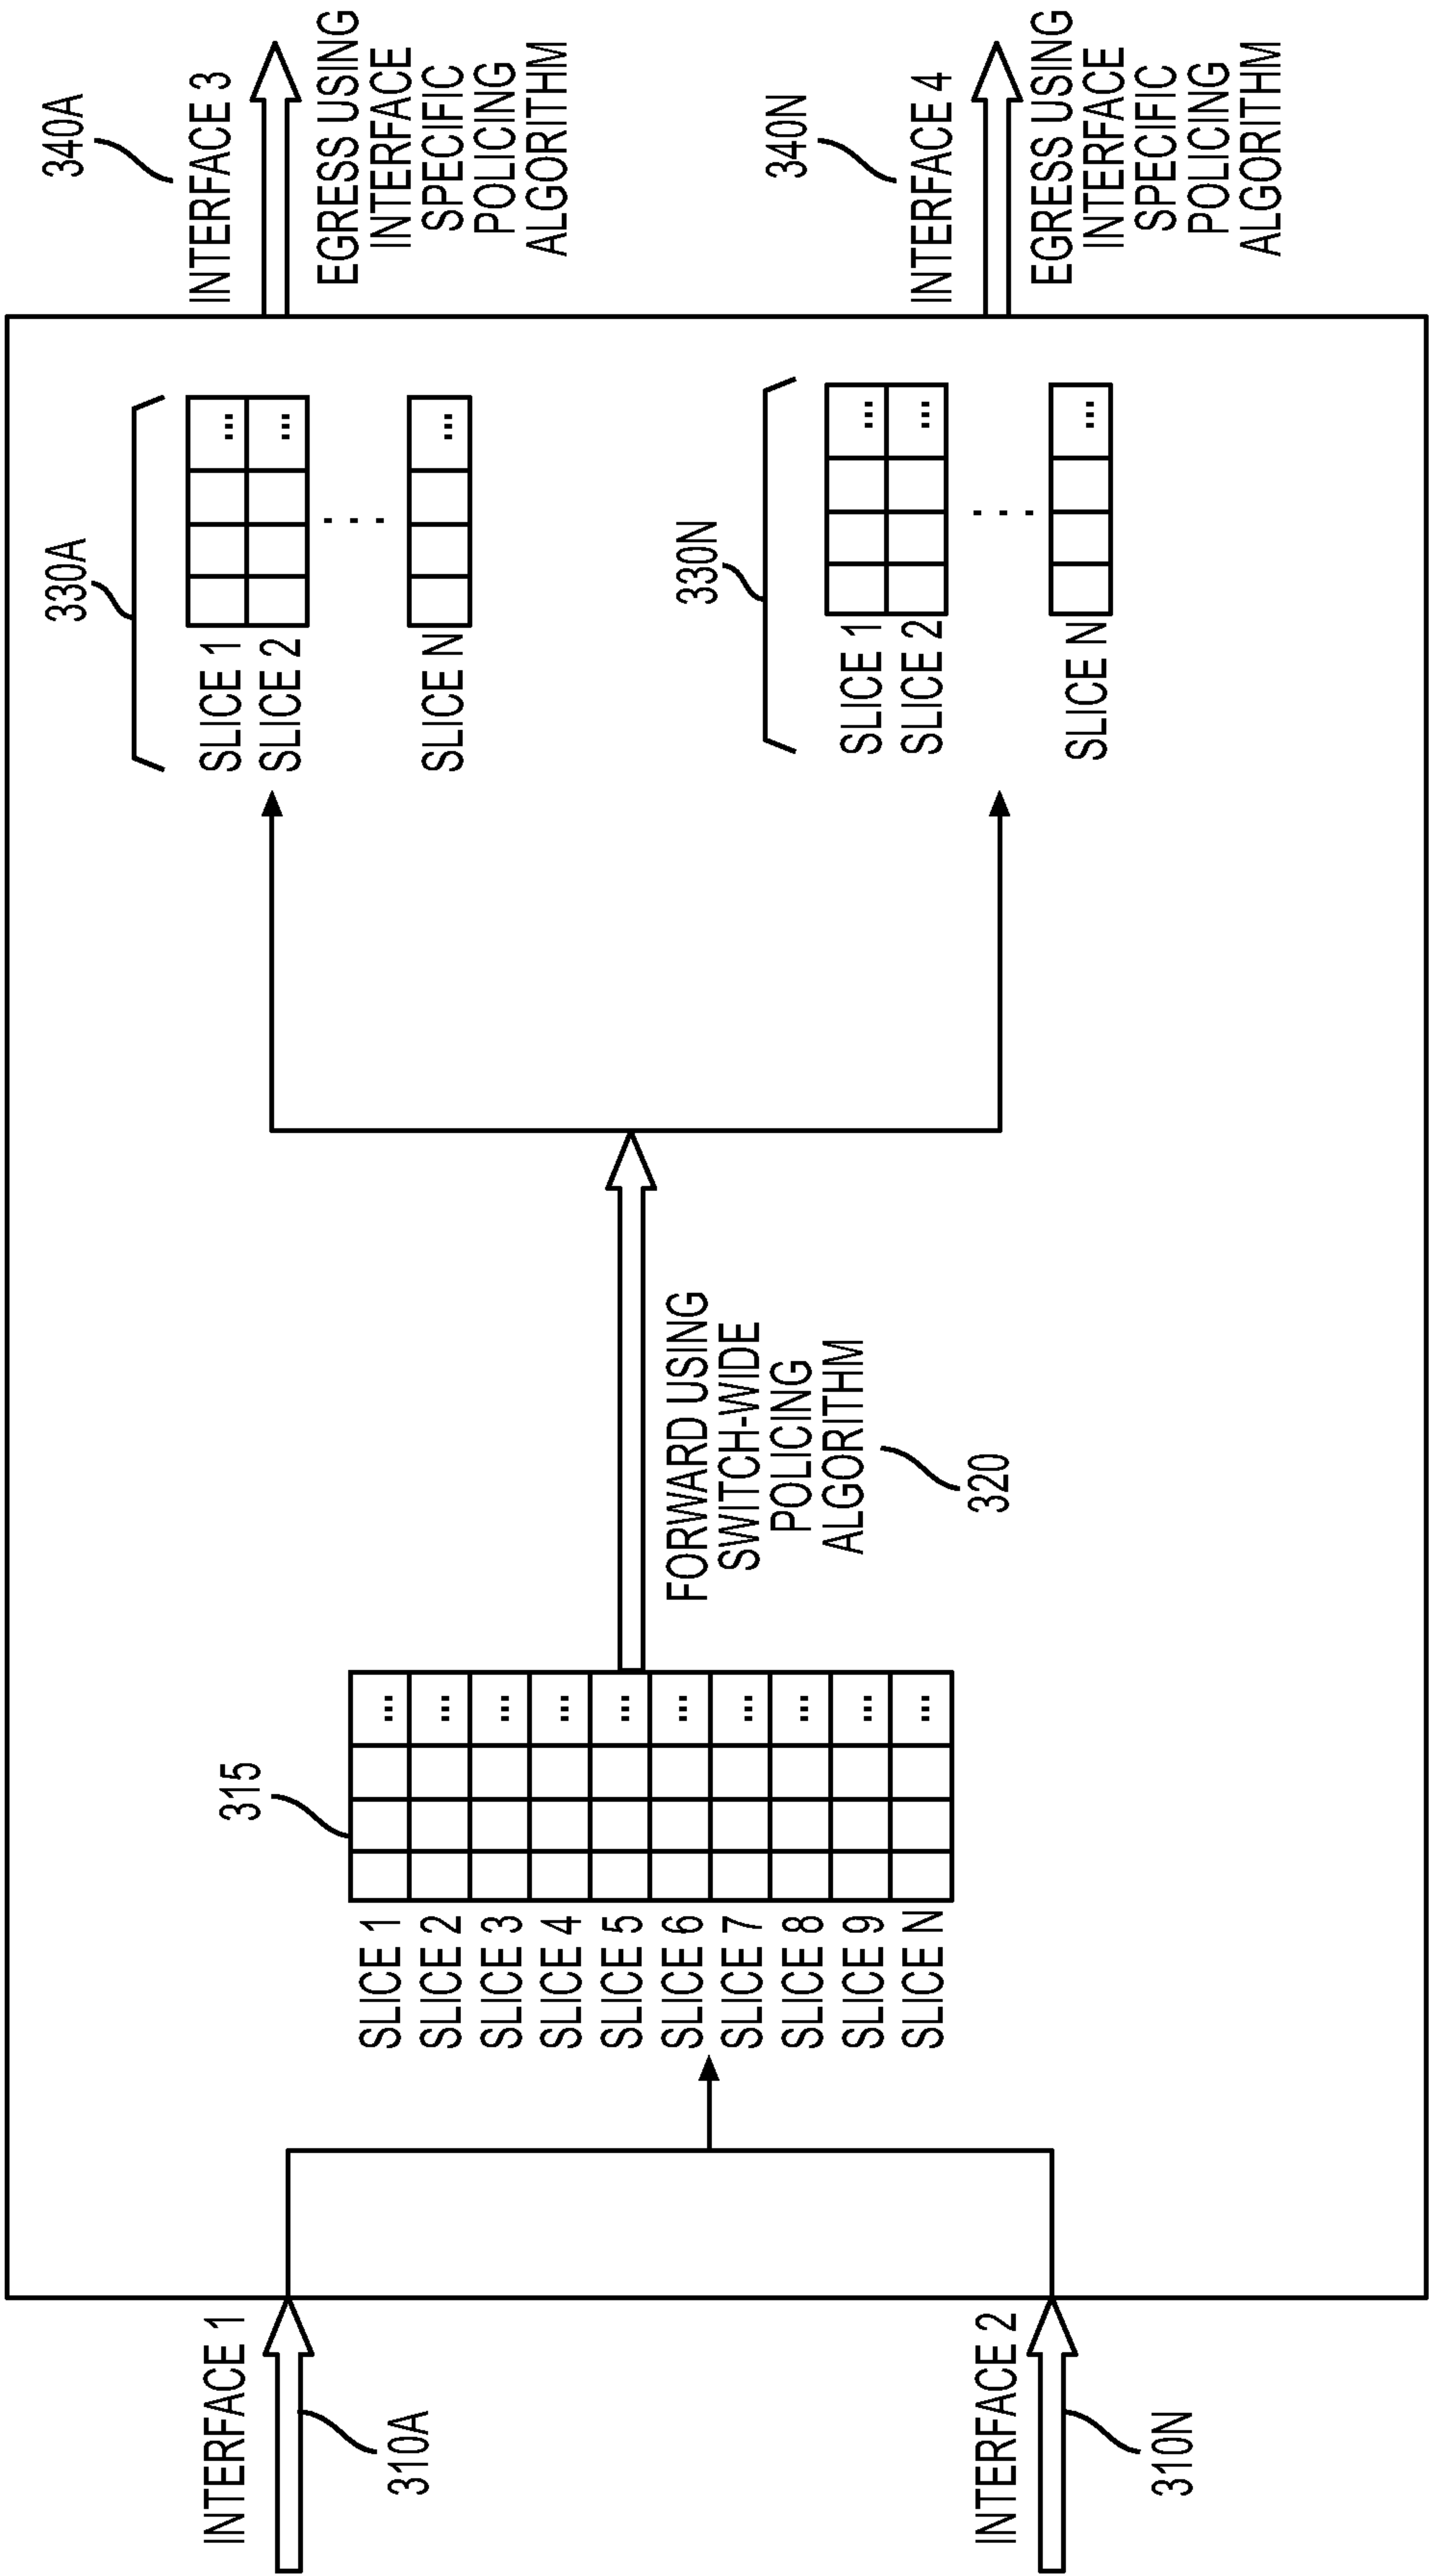 INTERFACE 1
310A
INTERFACE 2
310N
315
SLICE 1 ...
SLICE 2 ...
SLICE 3 ...
SLICE 4 ...
SLICE 5 ...
SLICE 6 ...
SLICE 7 ...
SLICE 8 ...
SLICE 9 ...
SLICE N ...
FORWARD USING
SWITCH-WIDE
POLICING
ALGORITHM
320
330A
SLICE 1 ...
SLICE 2 ...
. . .
SLICE N ...
330N
SLICE 1 ...
SLICE 2 ...
. . .
SLICE N ...
340A
INTERFACE 3
EGRESS USING
INTERFACE
SPECIFIC
POLICING
ALGORITHM
340N
INTERFACE 4
EGRESS USING
INTERFACE
SPECIFIC
POLICING
ALGORITHM